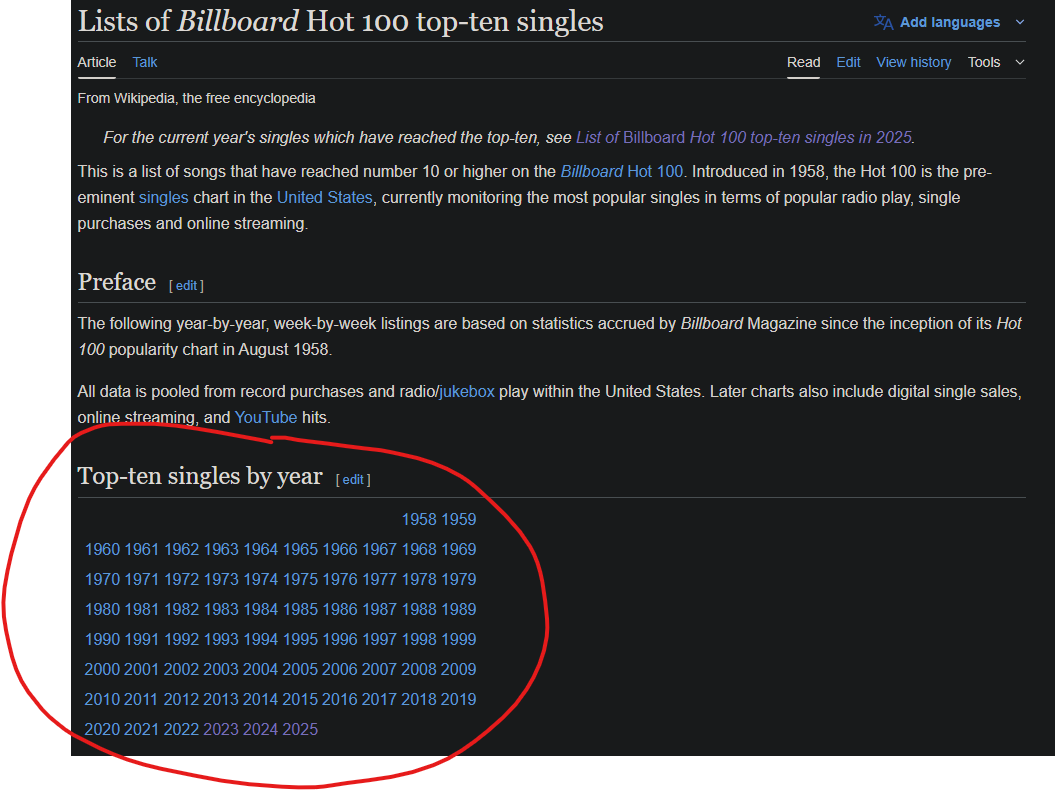 Lists of Billboard Hot 100 top-ten singles
Add languages
Article Talk
Read Edit View history Tools
From Wikipedia, the free encyclopedia
For the current year's singles which have reached the top-ten, see List of Billboard Hot 100 top-ten singles in 2025.
This is a list of songs that have reached number 10 or higher on the Billboard Hot 100. Introduced in 1958, the Hot 100 is the pre-
eminent singles chart in the United States, currently monitoring the most popular singles in terms of popular radio play, single
purchases and online streaming.
Preface [ edit ]
The following year-by-year, week-by-week listings are based on statistics accrued by Billboard Magazine since the inception of its Hot
100 popularity chart in August 1958.
All data is pooled from record purchases and radio/jukebox play within the United States. Later charts also include digital single sales,
online streaming, and YouTube hits.
Top-ten singles by year [ edit ]
1958 1959
1960 1961 1962 1963 1964 1965 1966 1967 1968 1969
1970 1971 1972 1973 1974 1975 1976 1977 1978 1979
1980 1981 1982 1983 1984 1985 1986 1987 1988 1989
1990 1991 1992 1993 1994 1995 1996 1997 1998 1999
2000 2001 2002 2003 2004 2005 2006 2007 2008 2009
2010 2011 2012 2013 2014 2015 2016 2017 2018 2019
2020 2021 2022 2023 2024 2025